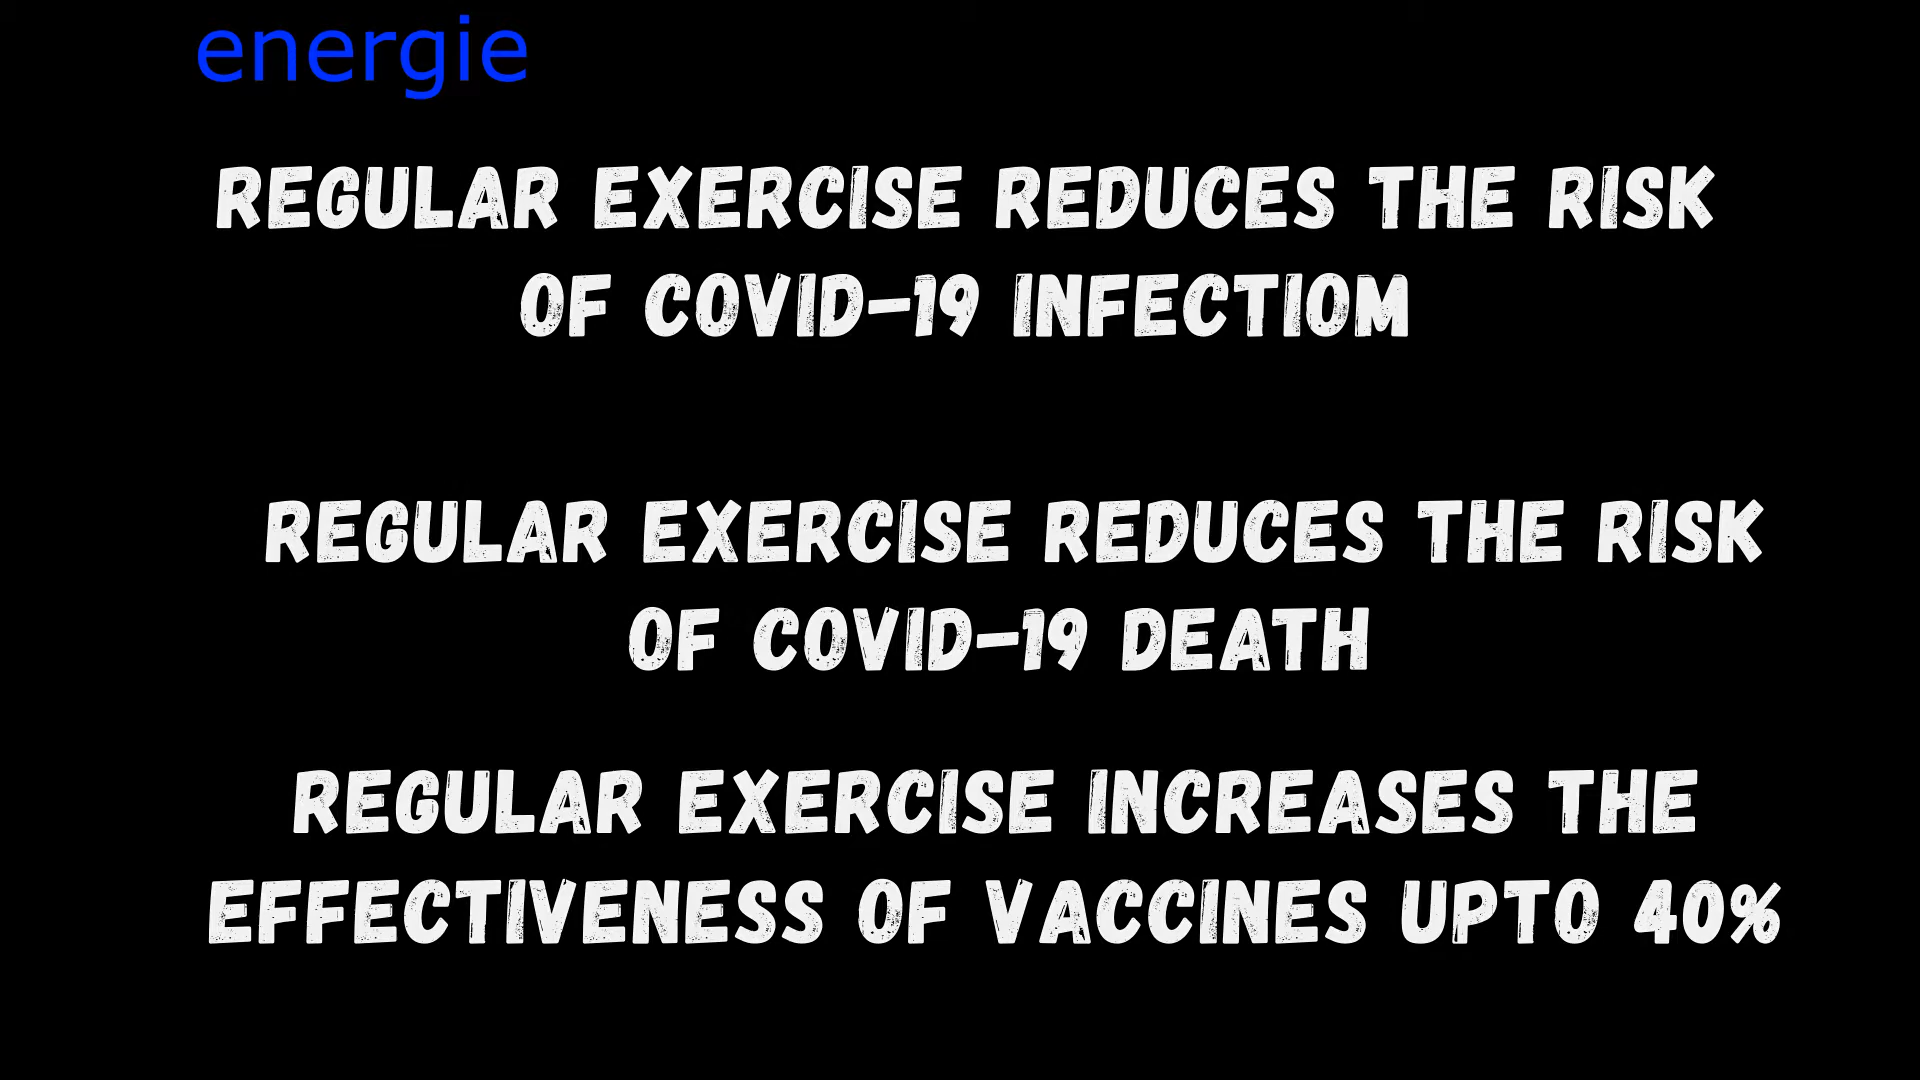 energie
REGULAR EXERCISE REDUCES THE RISK
OF COVID-19 INFECTIOM
REGULAR EXERCISE REDUCES THE RISK
OF COVID-19 DEATH
REGULAR EXERCISE INCREASES THE
EFFECTIVENESS OF VACCINES UPTO 40%